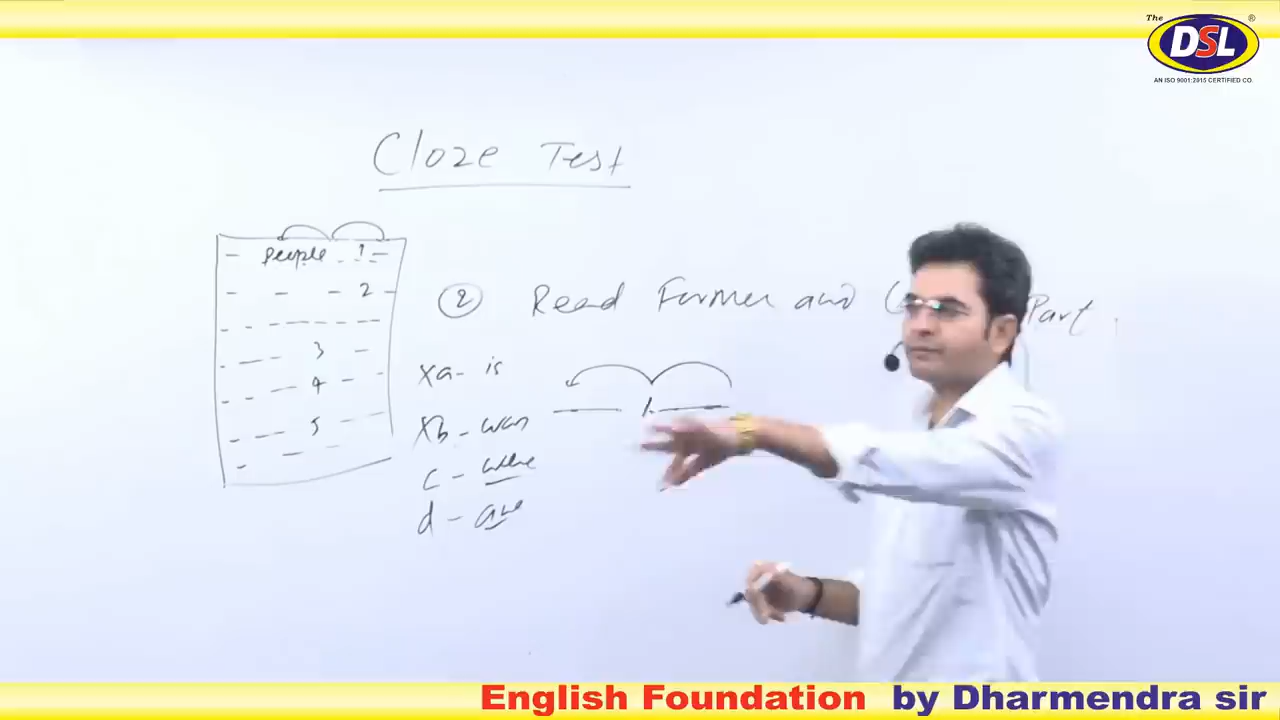 The
DSL
®
AN ISO 9001:2015 CERTIFIED CO.
Cloze Test
- People 1 -
- - - 2 -
3
4
5
② Read Former and Part.
xa - is
xb - was
c - were
d - are
1
English Foundation by Dharmendra sir